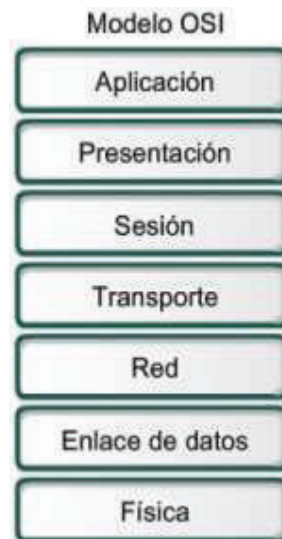 Modelo OSI
Aplicación
Presentación
Sesión
Transporte
Red
Enlace de datos
Física